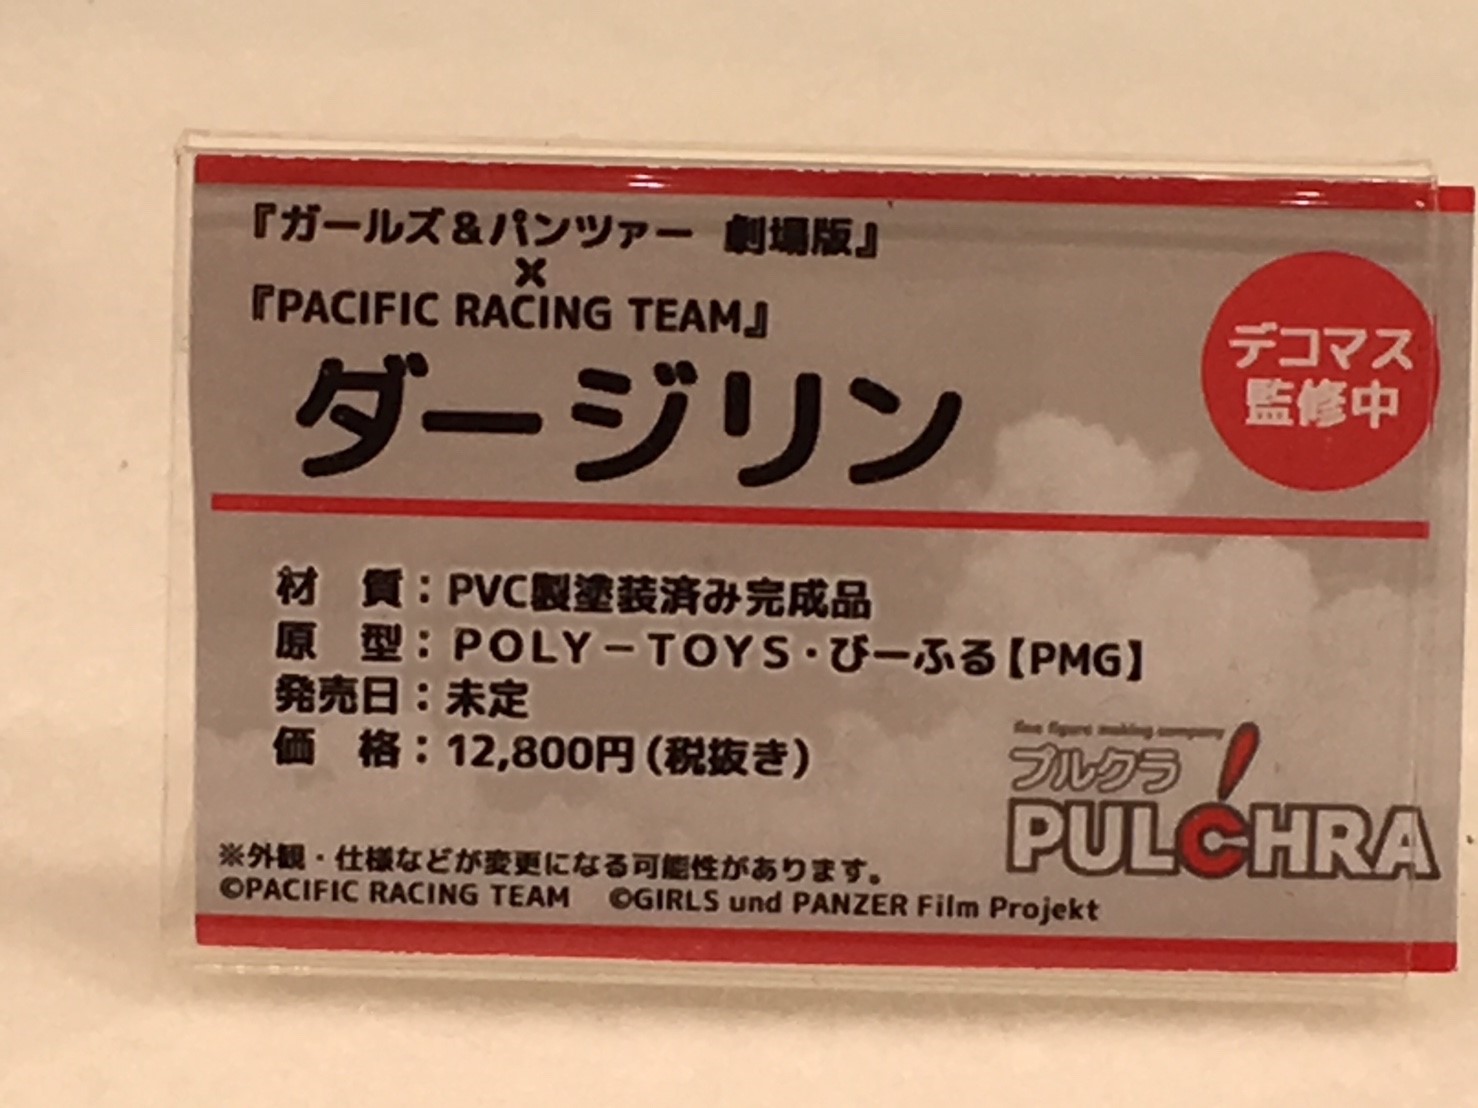 『ガールズ&パンツァー 劇場版』
×
『PACIFIC RACING TEAM』
ダージリン
デコマス
監修中
材　質：PVC製塗装済み完成品
原　型：ＰＯＬＹ－ＴＯＹＳ・びーふる【PMG】
発売日：未定
価　格：12,800円（税抜き）
fine figure making company
プルクラ
PULCHRA
※外観・仕様などが変更になる可能性があります。
©PACIFIC RACING TEAM　©GIRLS und PANZER Film Projekt